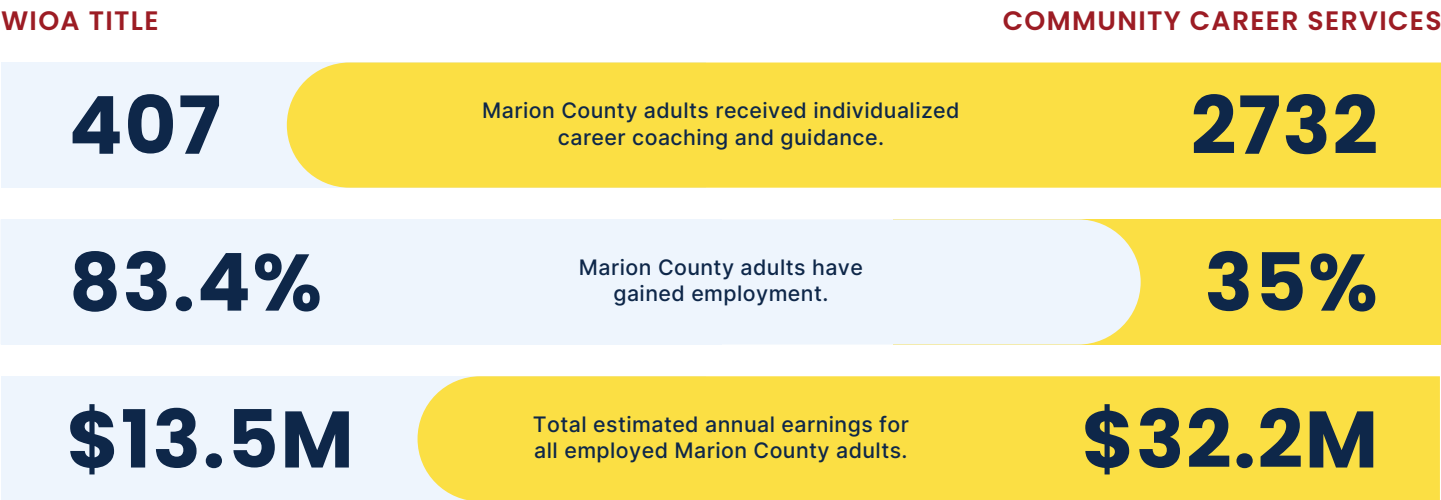 WIOA TITLE
COMMUNITY CAREER SERVICES
407
Marion County adults received individualized
career coaching and guidance.
2732
83.4%
Marion County adults have
gained employment.
35%
$13.5M
Total estimated annual earnings for
all employed Marion County adults.
$32.2M